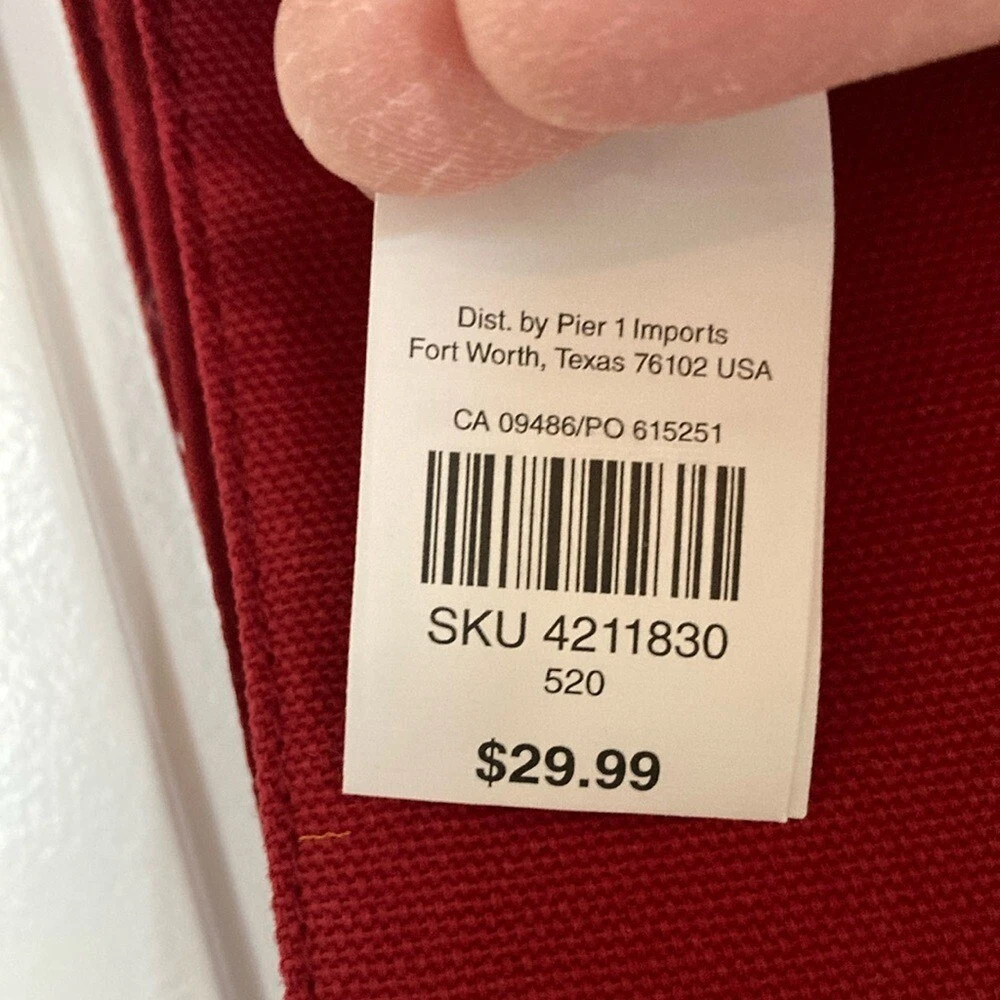 Dist. by Pier 1 Imports
Fort Worth, Texas 76102 USA
CA 09486/PO 615251
SKU 4211830
520
$29.99